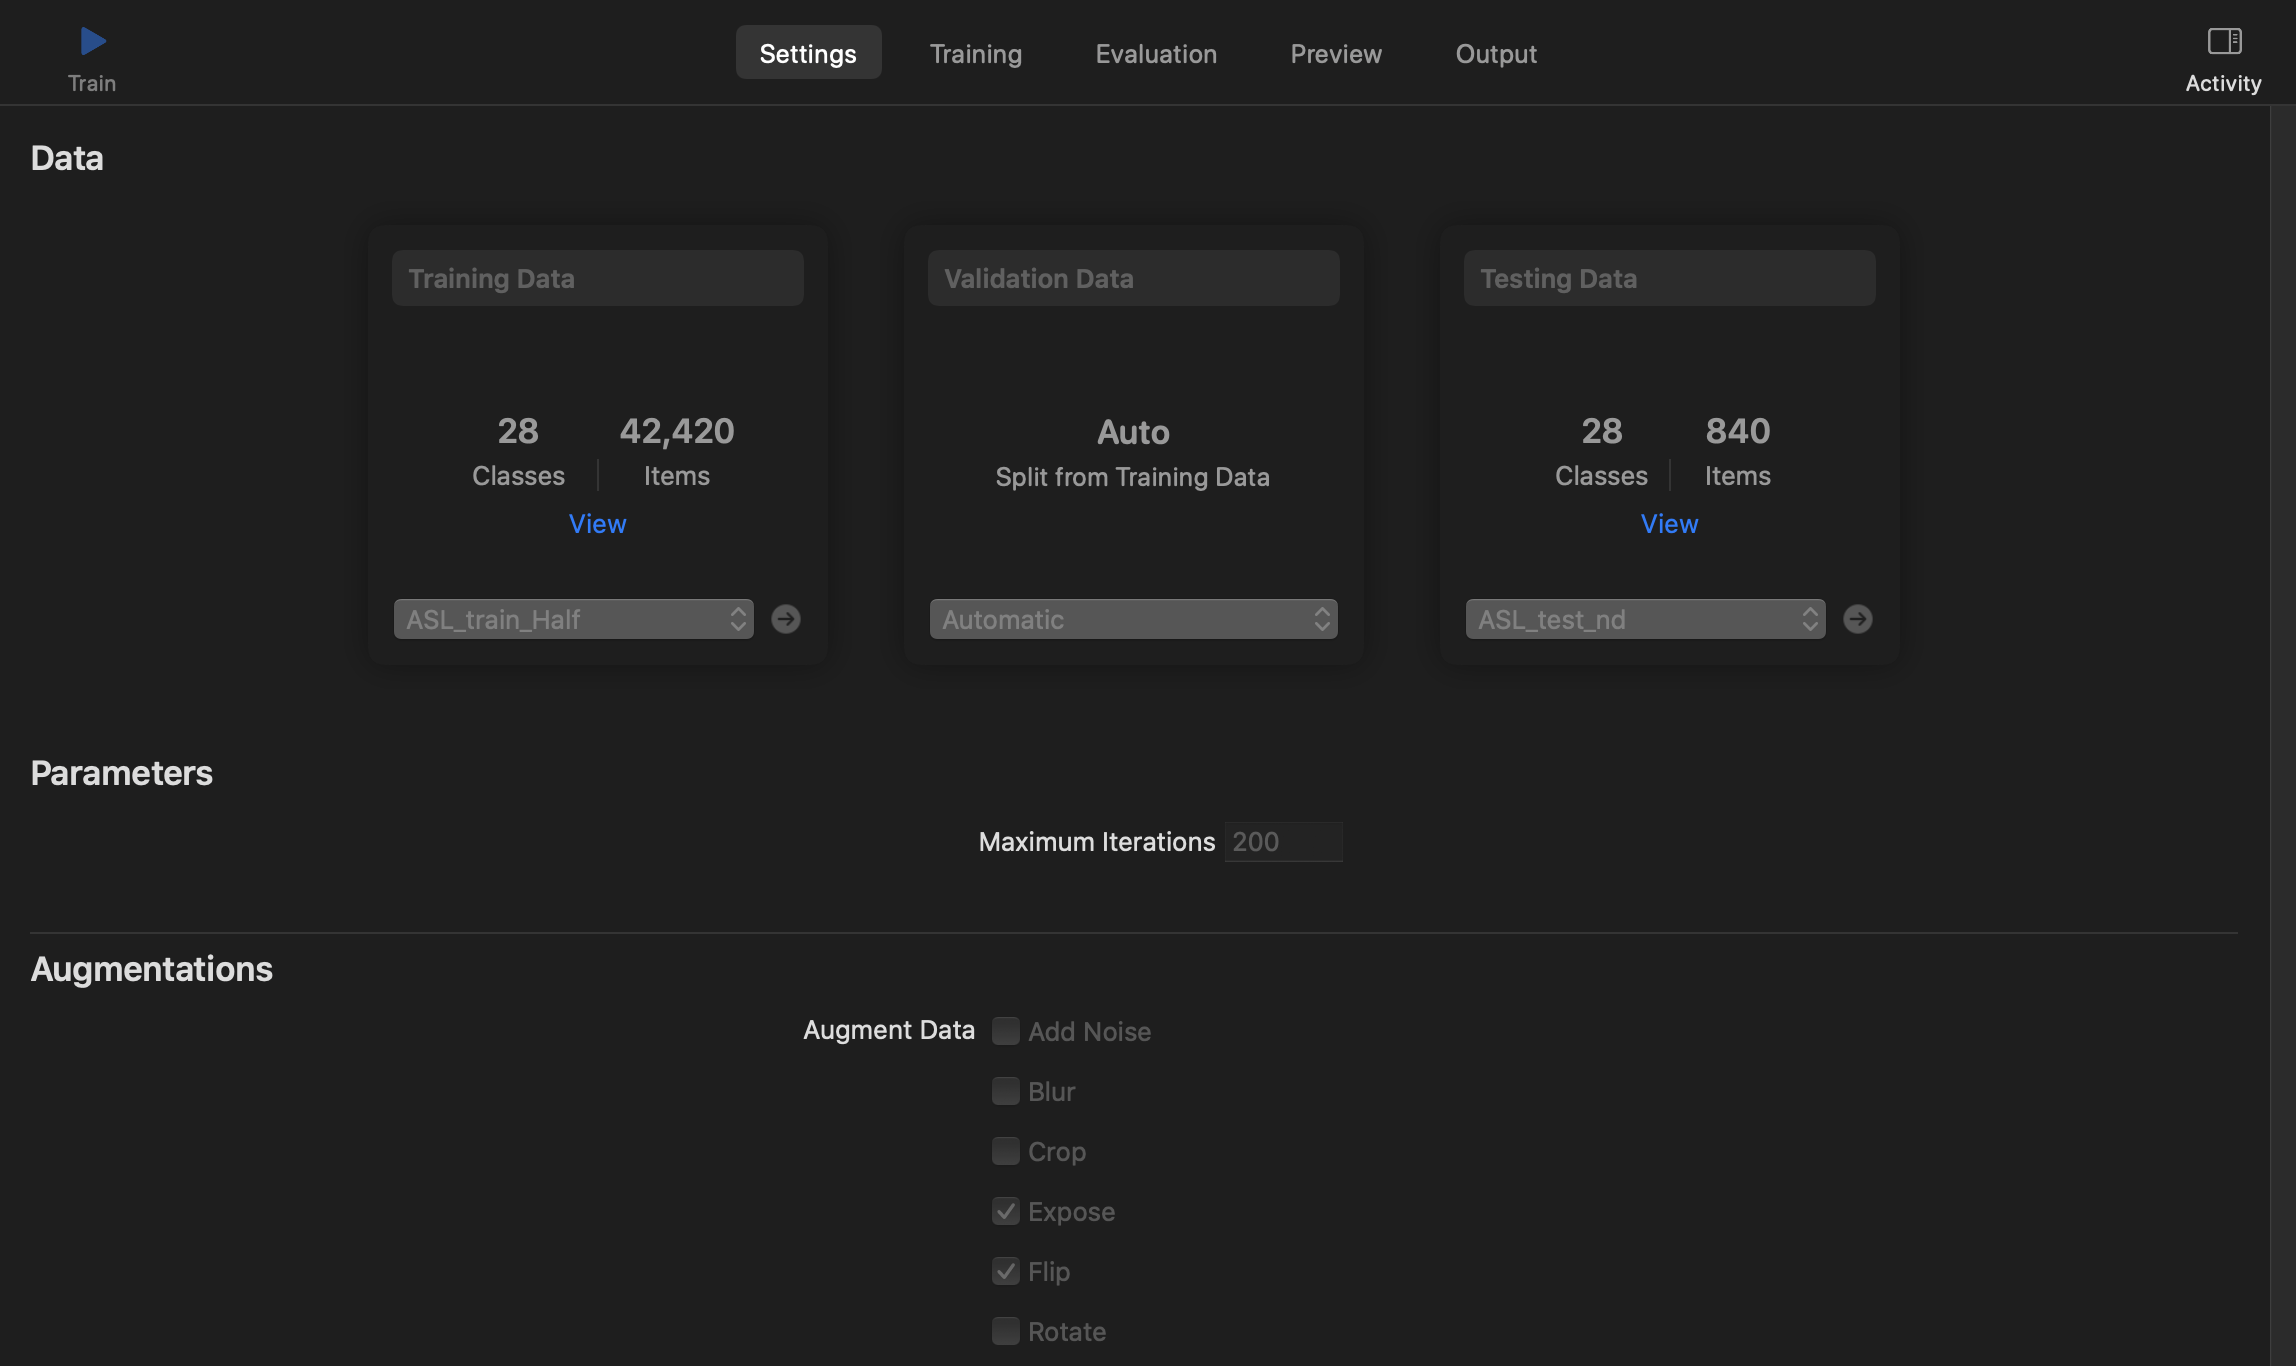 Train
Settings Training Evaluation Preview Output
Activity
Data
Training Data
28 Classes
42,420 Items
View
ASL_train_Half
Validation Data
Auto
Split from Training Data
Automatic
Testing Data
28 Classes
840 Items
View
ASL_test_nd
Parameters
Maximum Iterations 200
Augmentations
Augment Data Add Noise
Blur
Crop
Expose
Flip
Rotate